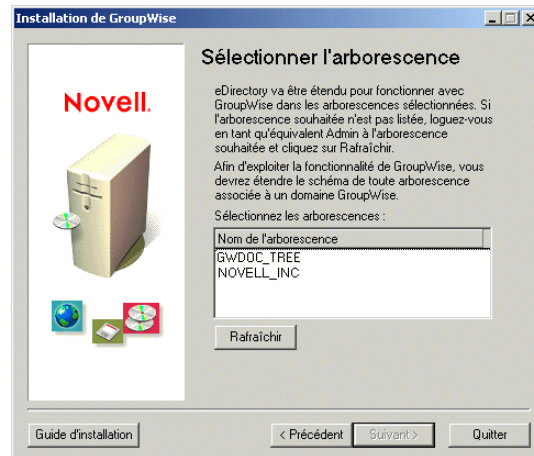 Installation de GroupWise
Novell.
Sélectionner l'arborescence
eDirectory va être étendu pour fonctionner avec
GroupWise dans les arborescences sélectionnées. Si
l'arborescence souhaitée n'est pas listée, loguez-vous
en tant qu'équivalent Admin à l'arborescence
souhaitée et cliquez sur Rafraîchir.
Afin d'exploiter la fonctionnalité de GroupWise, vous
devrez étendre le schéma de toute arborescence
associée à un domaine GroupWise.
Sélectionnez les arborescences :
Nom de l'arborescence
GWDOC_TREE
NOVELL_INC
Rafraîchir
Guide d'installation
< Précédent
Suivant >
Quitter